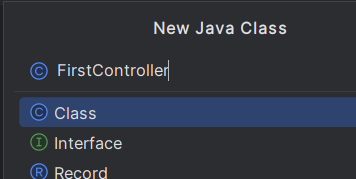 New Java Class
C FirstController
C Class
I Interface
R Record